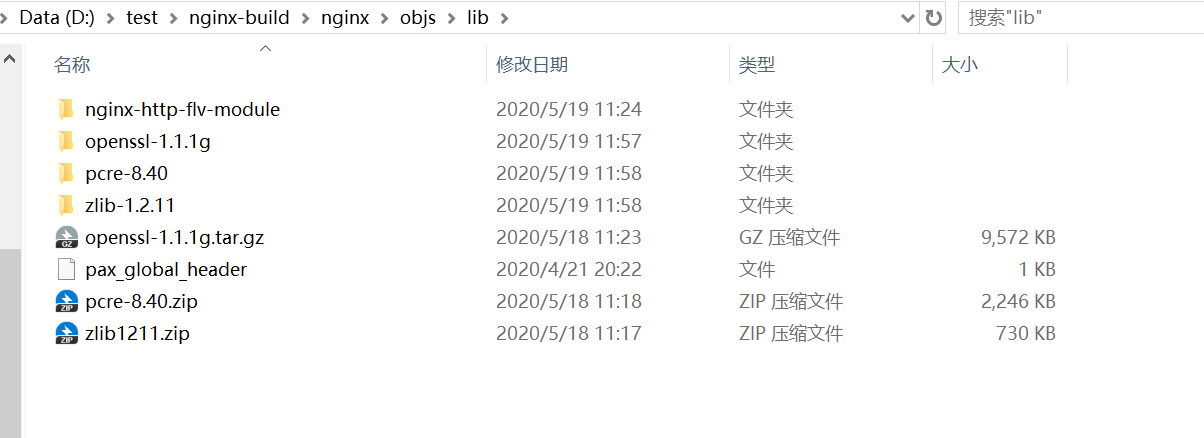 Data (D:) test nginx-build nginx objs lib 搜索"lib"
名称 修改日期 类型 大小
nginx-http-flv-module 2020/5/19 11:24 文件夹
openssl-1.1.1g 2020/5/19 11:57 文件夹
pcre-8.40 2020/5/19 11:58 文件夹
zlib-1.2.11 2020/5/19 11:58 文件夹
GZ openssl-1.1.1g.tar.gz 2020/5/18 11:23 GZ 压缩文件 9,572 KB
pax_global_header 2020/4/21 20:22 文件 1 KB
ZIP pcre-8.40.zip 2020/5/18 11:18 ZIP 压缩文件 2,246 KB
ZIP zlib1211.zip 2020/5/18 11:17 ZIP 压缩文件 730 KB